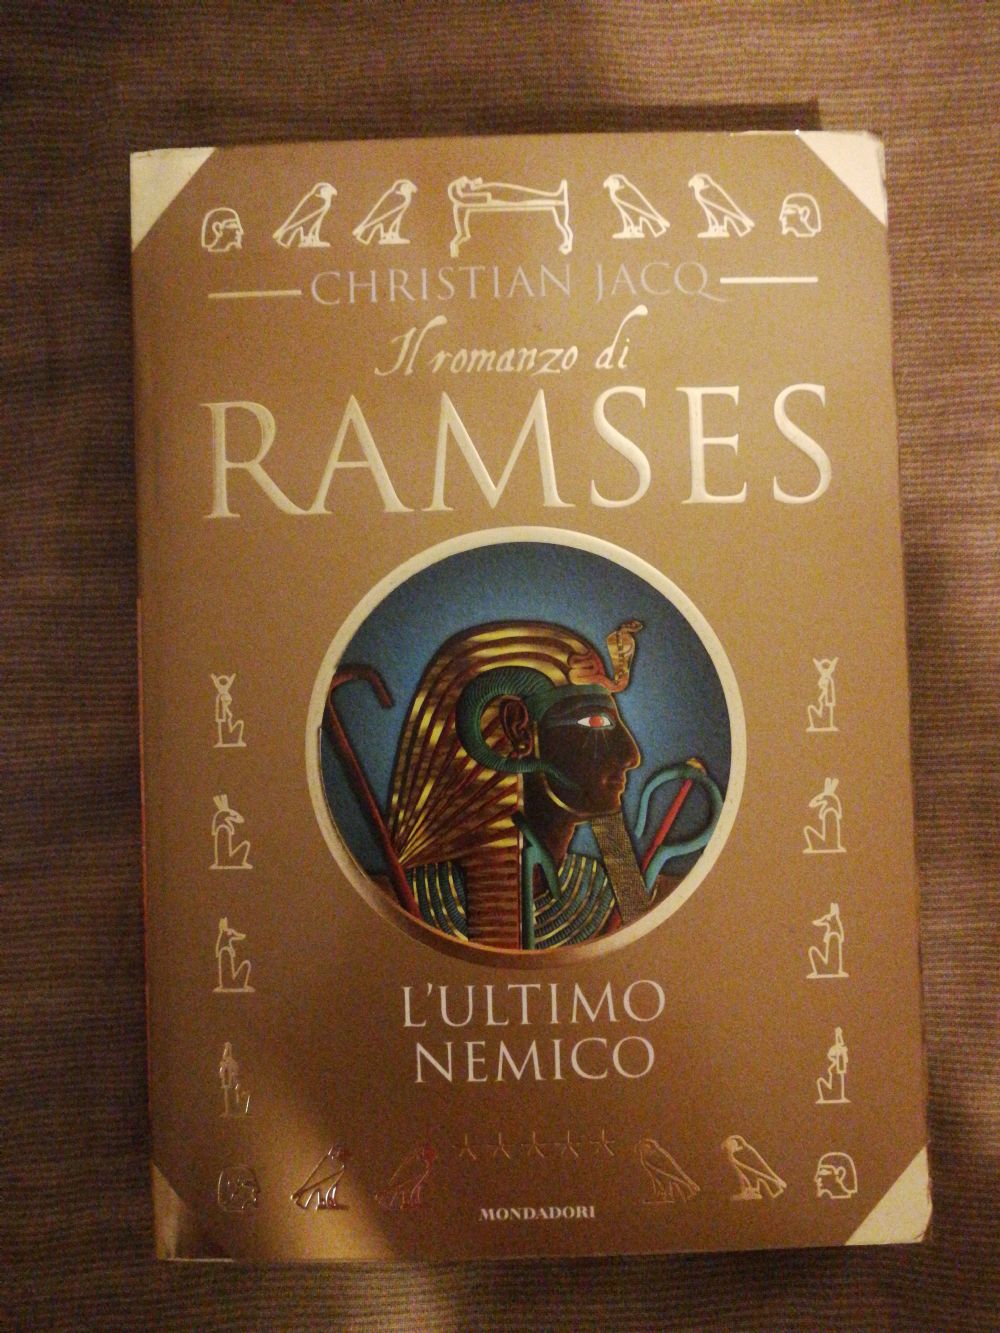 CHRISTIAN JACQ
Il romanzo di
RAMSES
L'ULTIMO
NEMICO
MONDADORI